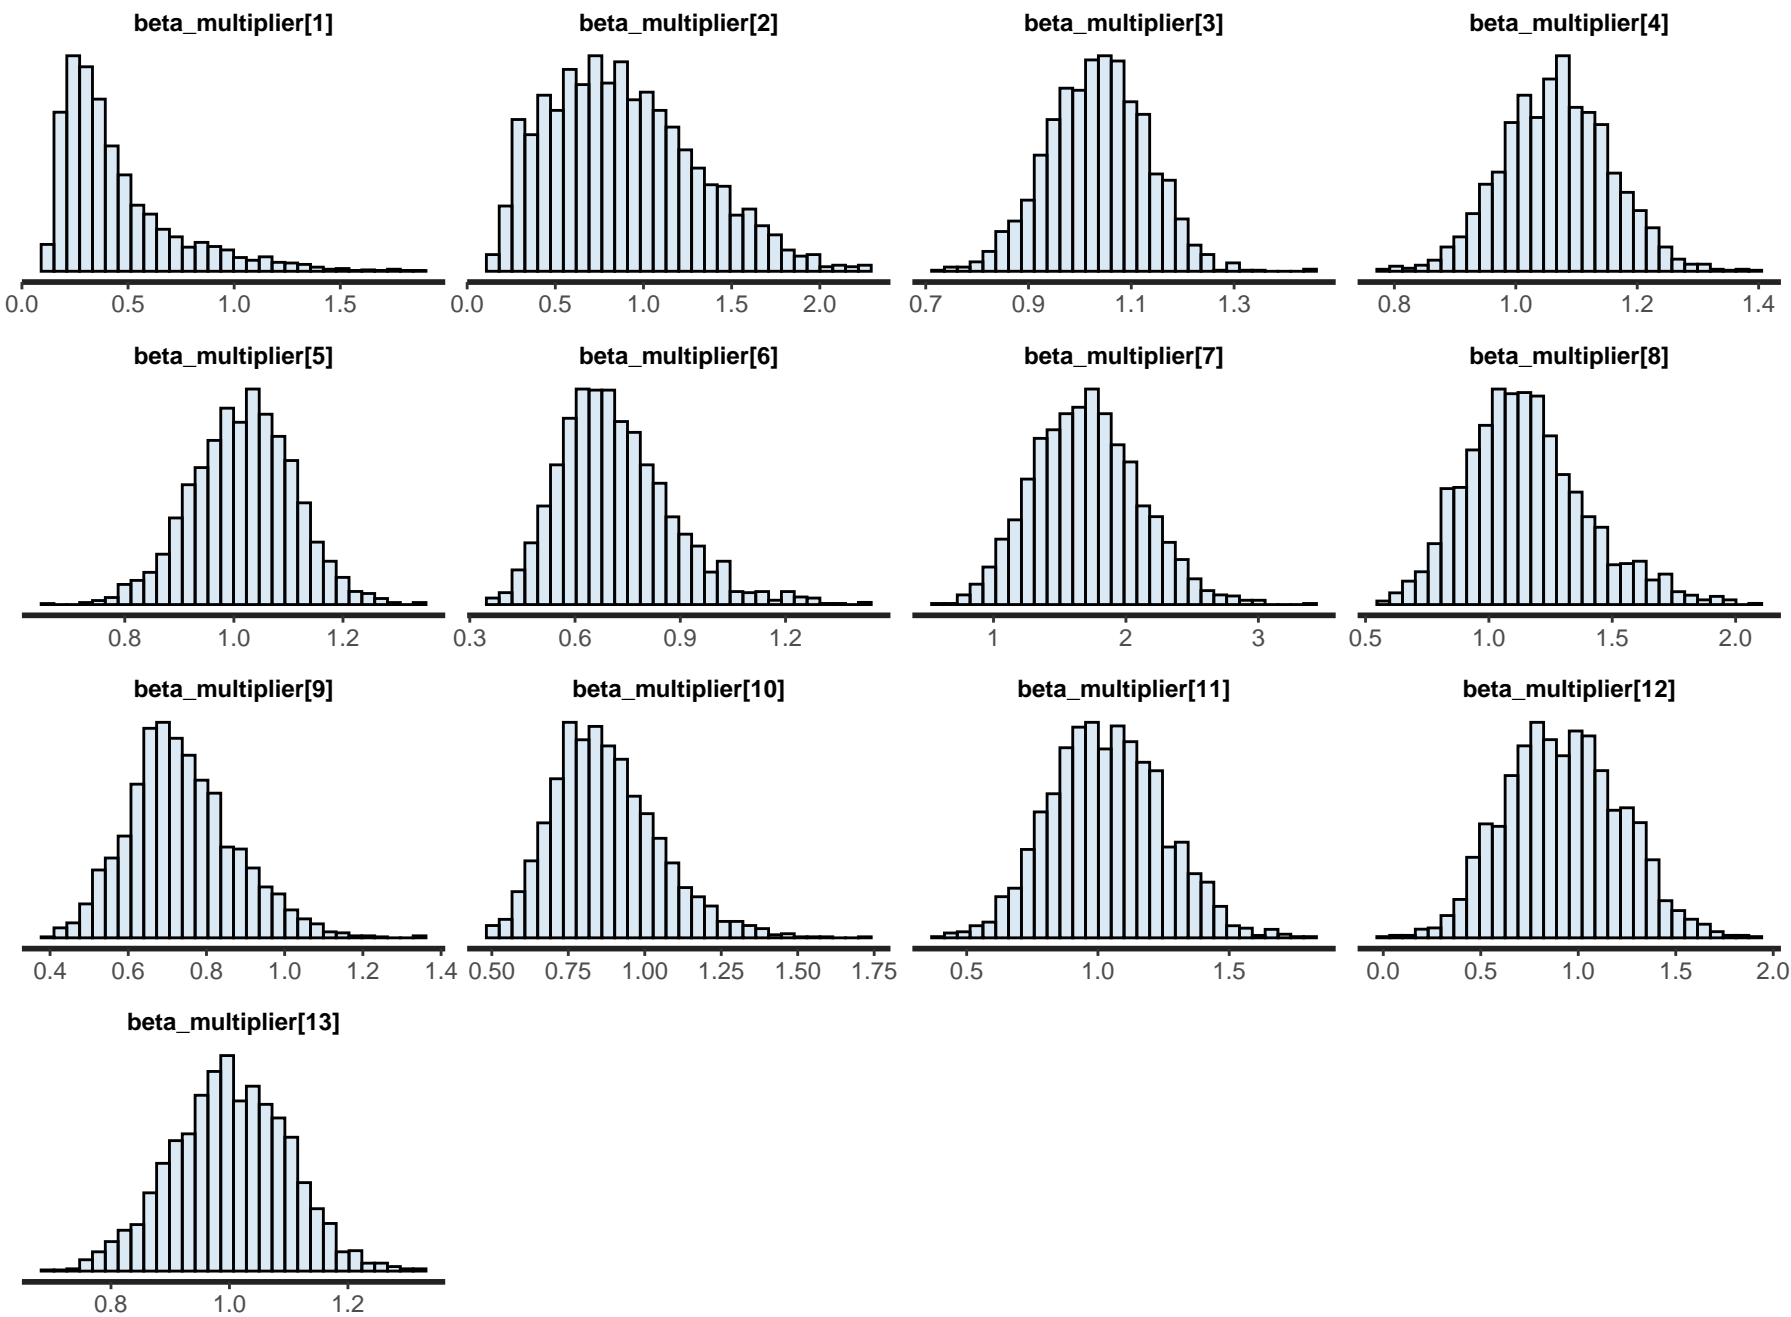 beta_multiplier[1] beta_multiplier[2] beta_multiplier[3] beta_multiplier[4]
0.0 0.5 1.0 1.5 0.0 0.5 1.0 1.5 2.0 0.7 0.9 1.1 1.3 0.8 1.0 1.2 1.4
beta_multiplier[5] beta_multiplier[6] beta_multiplier[7] beta_multiplier[8]
0.8 1.0 1.2 0.3 0.6 0.9 1.2 1 2 3 0.5 1.0 1.5 2.0
beta_multiplier[9] beta_multiplier[10] beta_multiplier[11] beta_multiplier[12]
0.4 0.6 0.8 1.0 1.2 1.4 0.50 0.75 1.00 1.25 1.50 1.75 0.5 1.0 1.5 0.0 0.5 1.0 1.5 2.0
beta_multiplier[13]
0.8 1.0 1.2